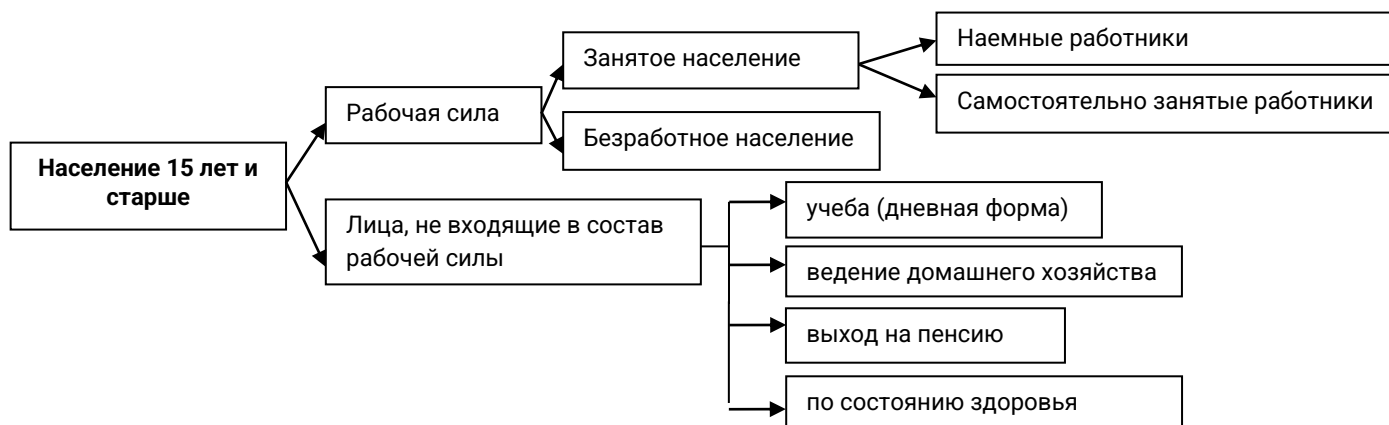 Население 15 лет и
старше
Рабочая сила
Занятое население
Наемные работники
Самостоятельно занятые работники
Безработное население
Лица, не входящие в состав
рабочей силы
учеба (дневная форма)
ведение домашнего хозяйства
выход на пенсию
по состоянию здоровья